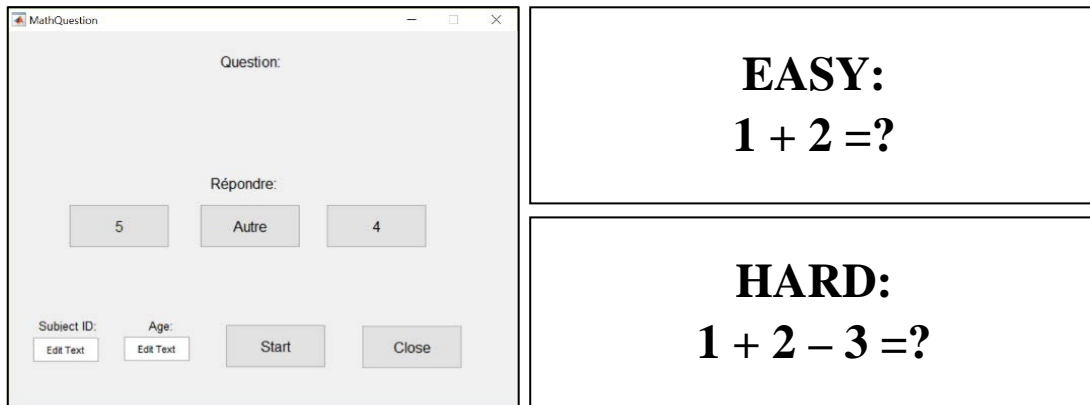 MathQuestion
Question:
Répondre:
5 Autre 4
Subject ID: Age:
Edit Text Edit Text Start Close
EASY:
1 + 2 =?
HARD:
1 + 2 – 3 =?